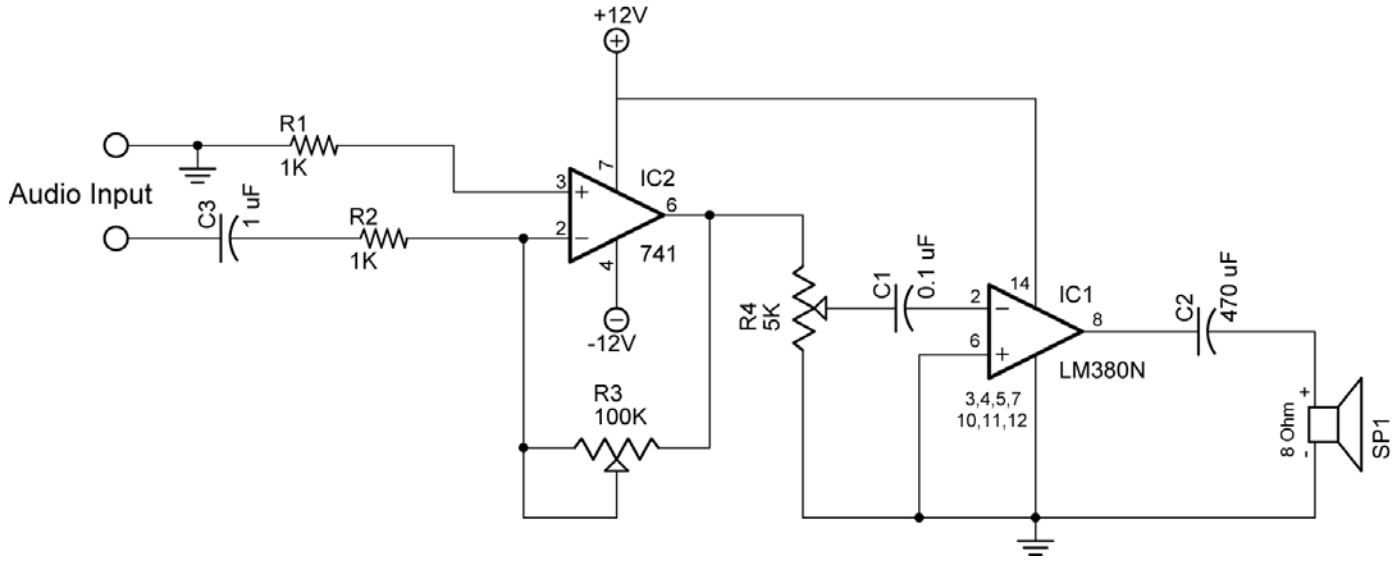 +12V
R1
1K
Audio Input
C3
1 uF
R2
1K
3
+
2
−
7
4
IC2
6
741
-12V
R3
100K
R4
5K
C1
0.1 uF
2
−
6
+
14
IC1
8
LM380N
3,4,5,7
10,11,12
C2
470 uF
+
8 Ohm
-
SP1